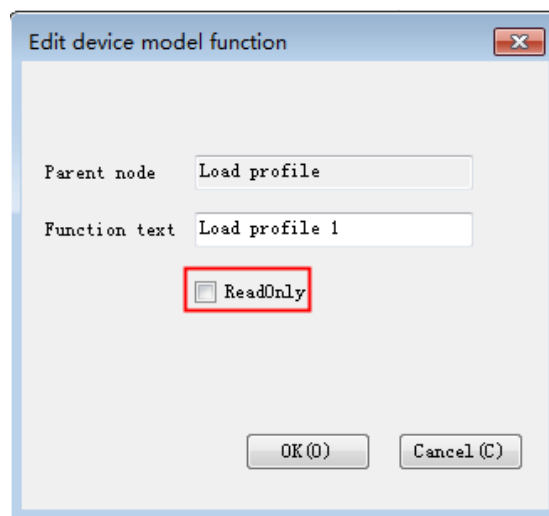 Edit device model function
Parent node Load profile
Function text Load profile 1
ReadOnly
OK(O) Cancel(C)